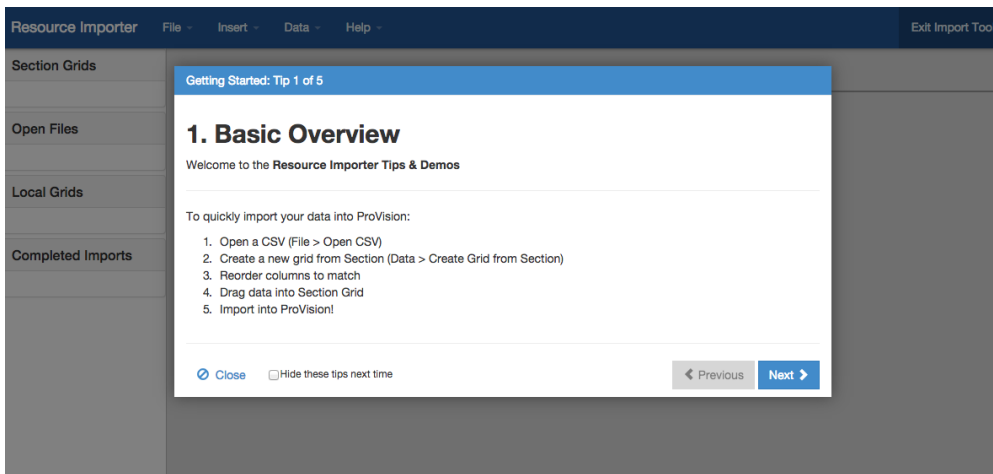 Resource Importer File Insert Data Help Exit Import Too
Section Grids
Getting Started: Tip 1 of 5
Open Files
1. Basic Overview
Welcome to the Resource Importer Tips & Demos
Local Grids
To quickly import your data into ProVision:
1. Open a CSV (File > Open CSV)
Completed Imports
2. Create a new grid from Section (Data > Create Grid from Section)
3. Reorder columns to match
4. Drag data into Section Grid
5. Import into ProVision!
Close Hide these tips next time Previous Next